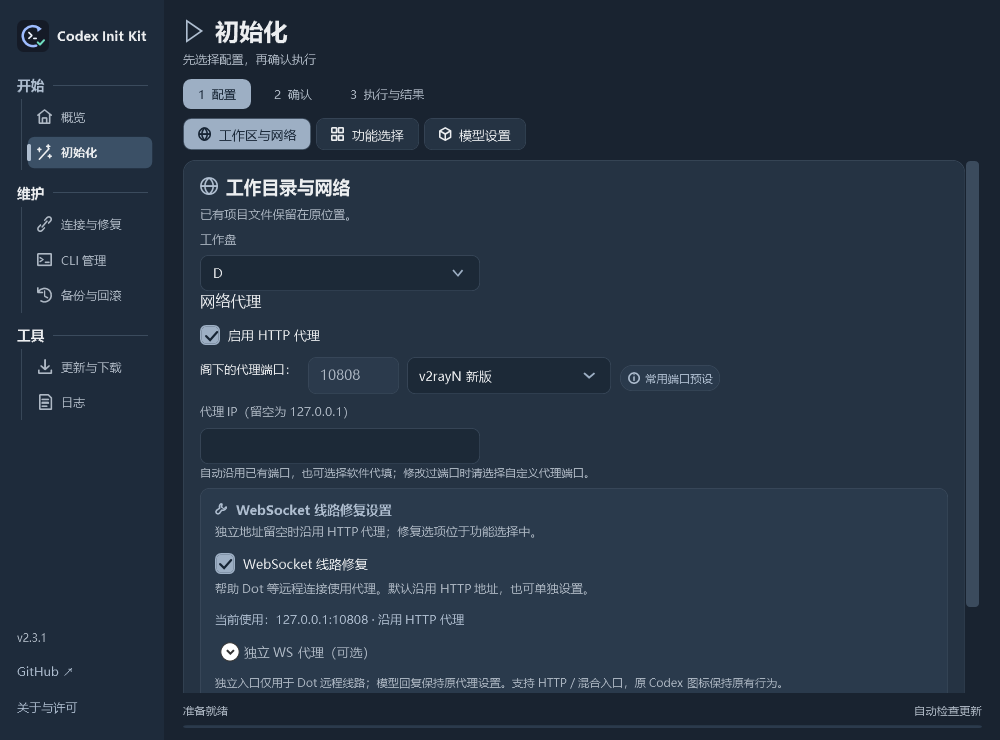 Codex Init Kit
开始
概览
初始化
维护
连接与修复
CLI 管理
备份与回滚
工具
更新与下载
日志
v2.3.1
GitHub ↗
关于与许可
初始化
先选择配置，再确认执行
1 配置
2 确认
3 执行与结果
工作区与网络
功能选择
模型设置
工作目录与网络
已有项目文件保留在原位置。
工作盘
D
网络代理
启用 HTTP 代理
阁下的代理端口：
10808
v2rayN 新版
常用端口预设
代理 IP（留空为 127.0.0.1）
自动沿用已有端口，也可选择软件代填；修改过端口时请选择自定义代理端口。
WebSocket 线路修复设置
独立地址留空时沿用 HTTP 代理；修复选项位于功能选择中。
WebSocket 线路修复
帮助 Dot 等远程连接使用代理。默认沿用 HTTP 地址，也可单独设置。
当前使用：127.0.0.1:10808 · 沿用 HTTP 代理
独立 WS 代理（可选）
独立入口仅用于 Dot 远程线路；模型回复保持原代理设置。支持 HTTP / 混合入口，原 Codex 图标保持原有行为。
准备就绪
自动检查更新